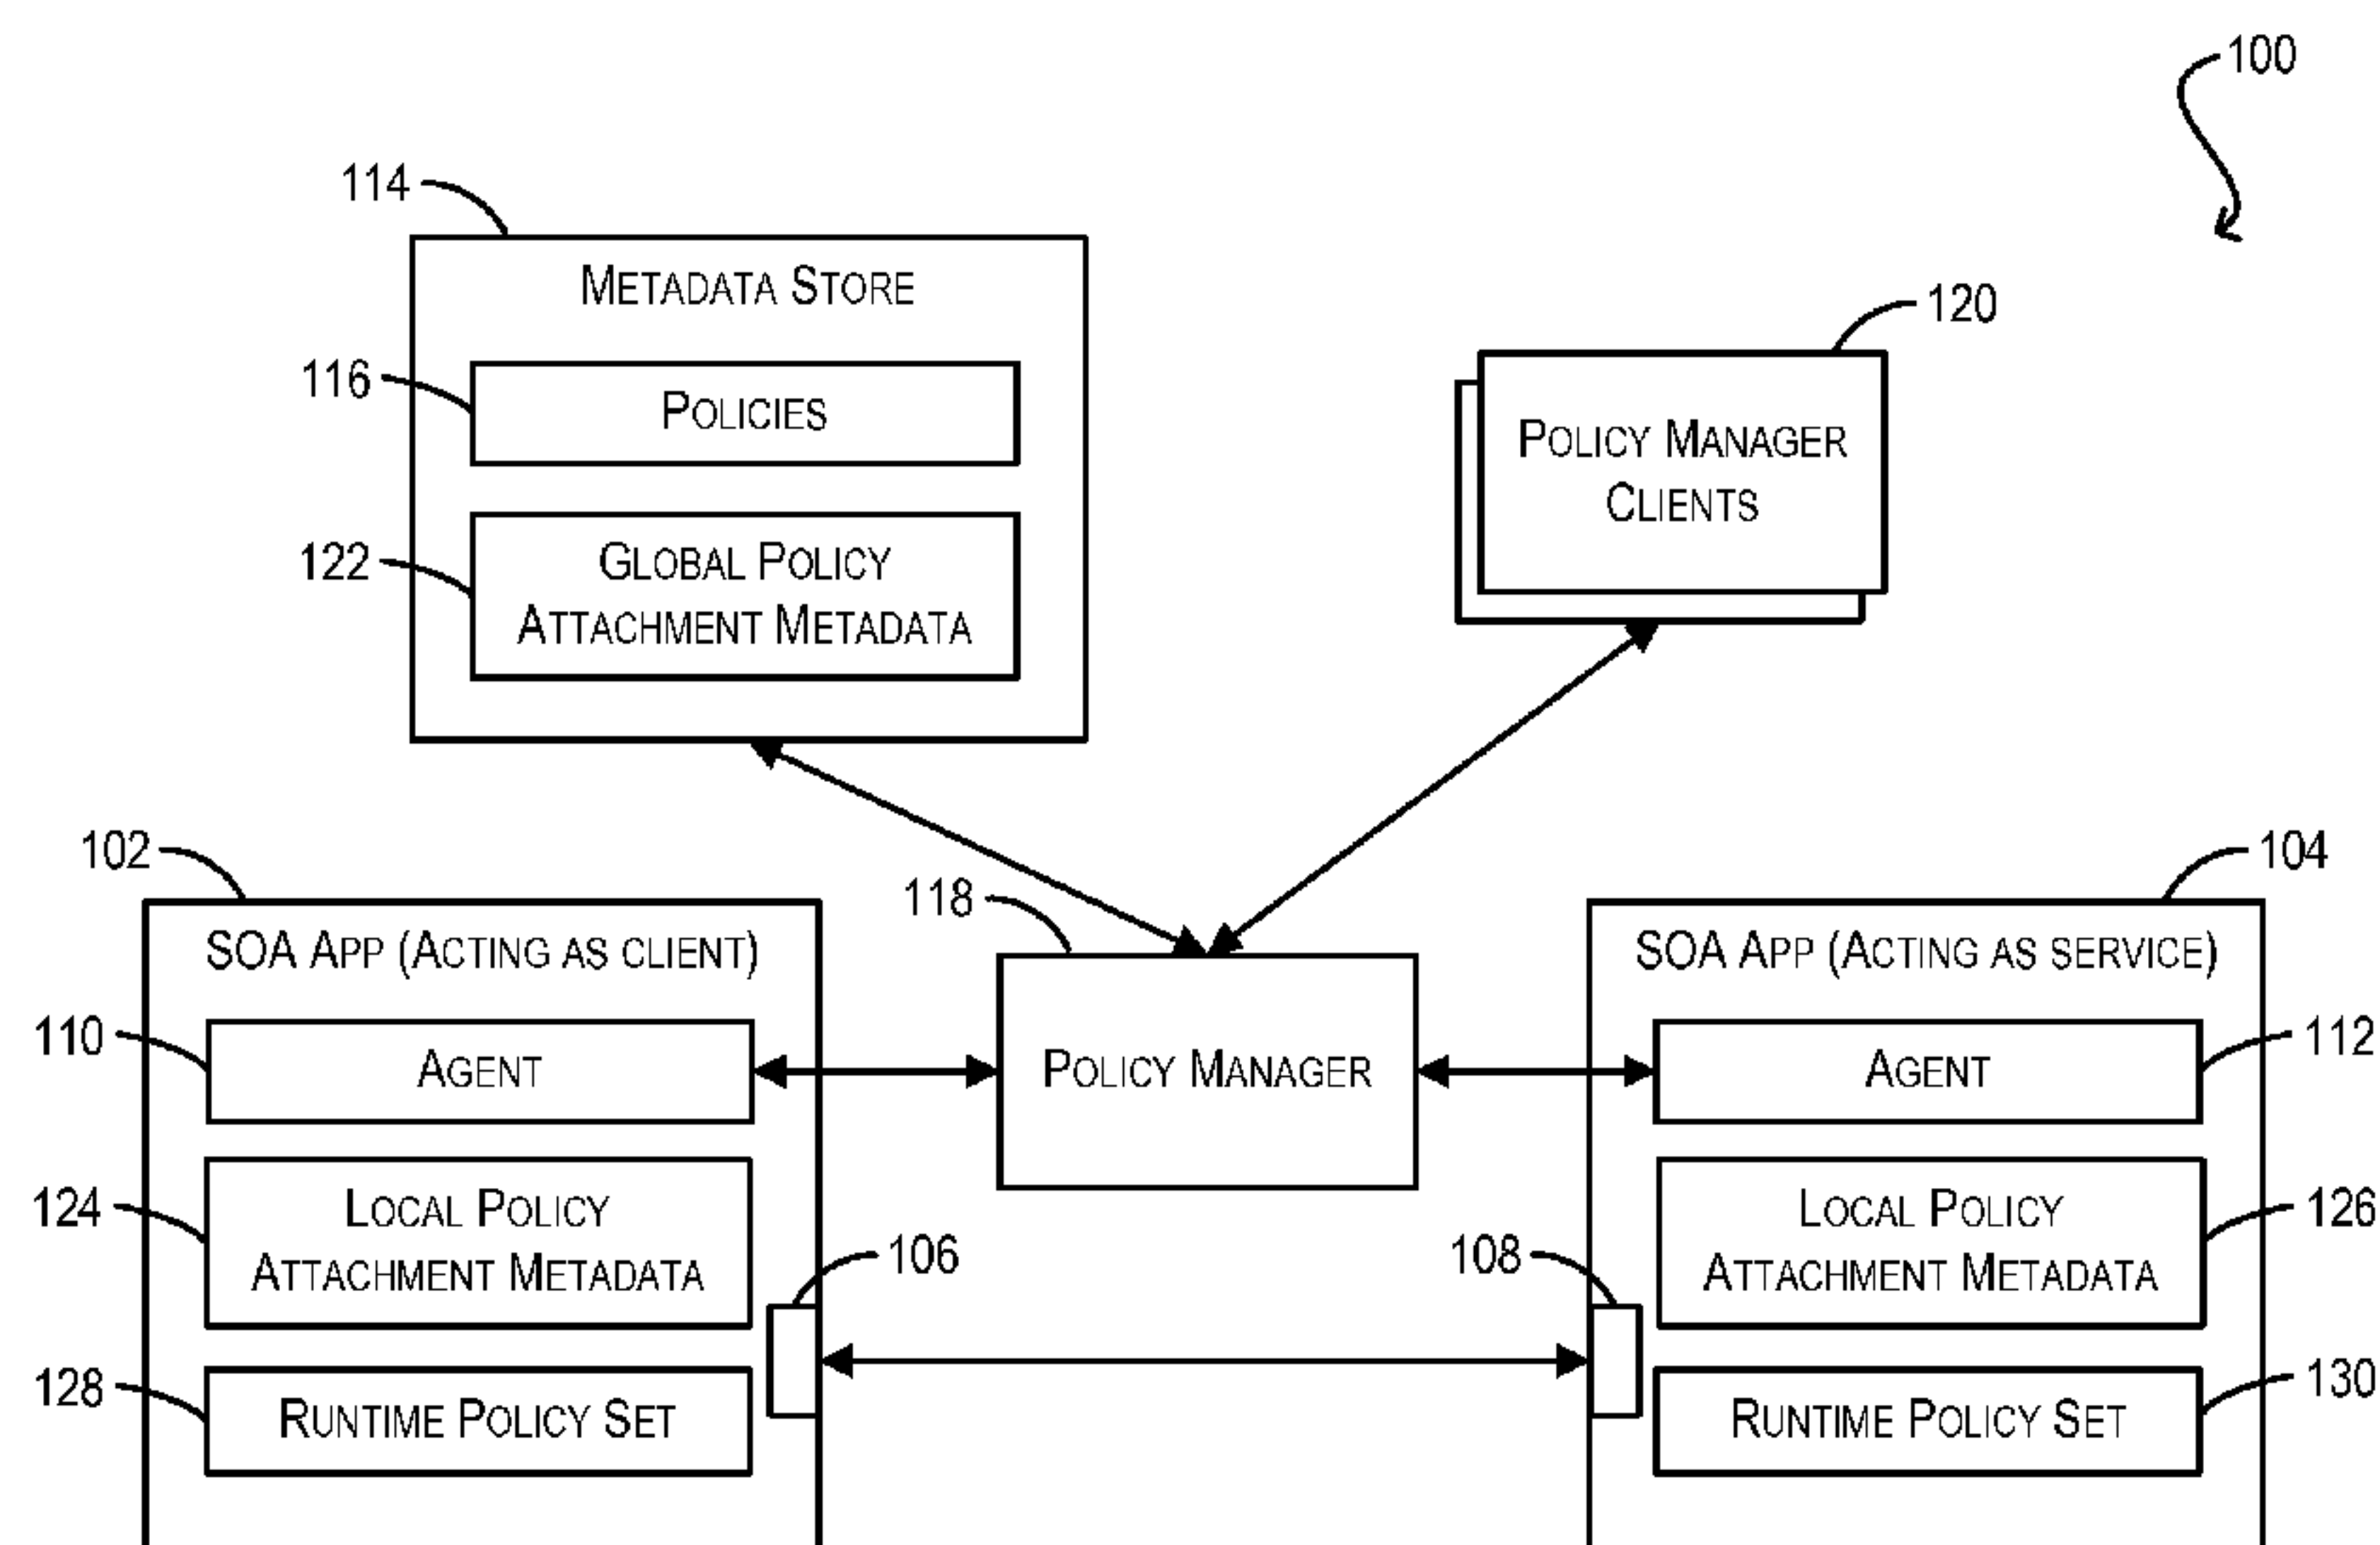 100
114
METADATA STORE
120
116
POLICIES
POLICY MANAGER
CLIENTS
122
GLOBAL POLICY
ATTACHMENT METADATA
102
104
118
SOA APP (ACTING AS CLIENT)
SOA APP (ACTING AS SERVICE)
110
AGENT
POLICY MANAGER
AGENT
112
124
LOCAL POLICY
ATTACHMENT METADATA
LOCAL POLICY
ATTACHMENT METADATA
126
106
108
128
RUNTIME POLICY SET
RUNTIME POLICY SET
130